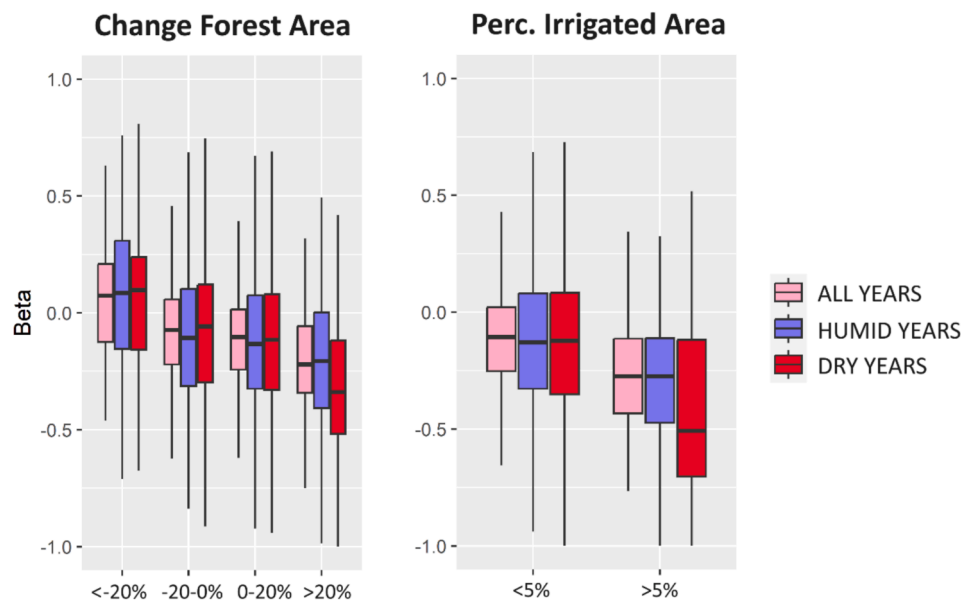 Change Forest Area
Perc. Irrigated Area
Beta
1.0
0.5
0.0
-0.5
-1.0
<-20% -20-0% 0-20% >20%
1.0
0.5
0.0
-0.5
-1.0
<5% >5%
ALL YEARS
HUMID YEARS
DRY YEARS